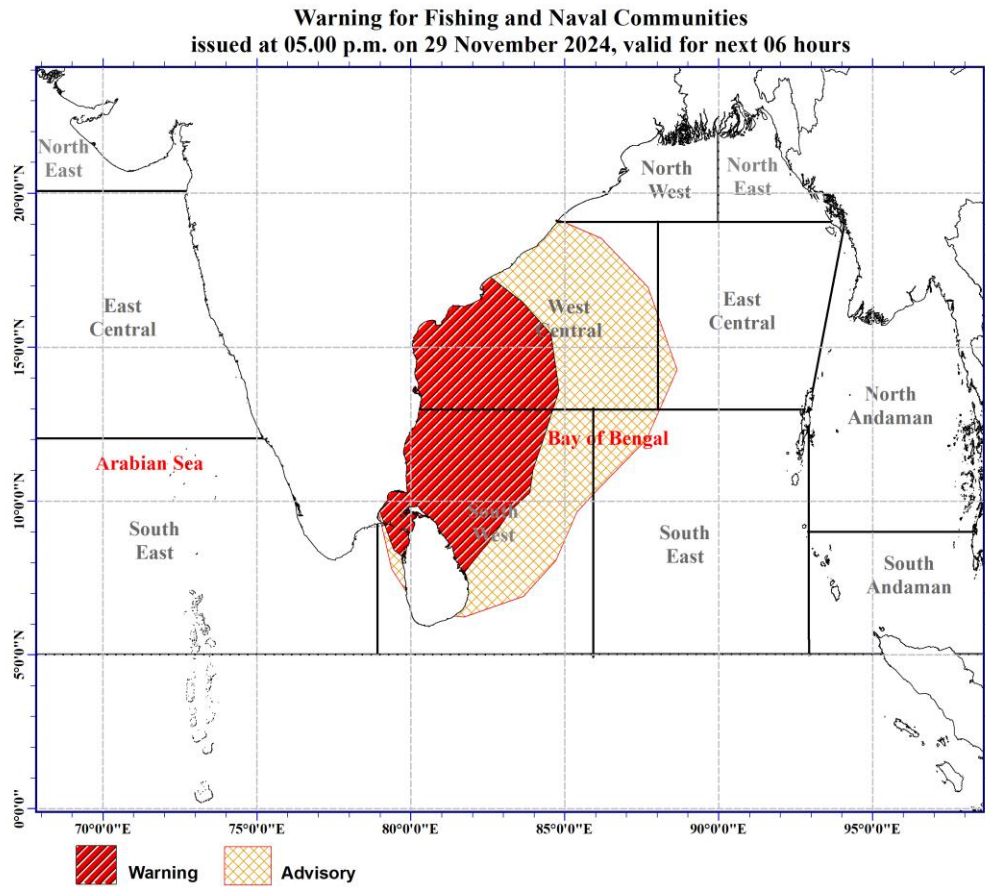 Warning for Fishing and Naval Communities
issued at 05.00 p.m. on 29 November 2024, valid for next 06 hours
North
East
North
West
North
East
20°0'0"N
East
Central
West
Central
East
Central
15°0'0"N
North
Andaman
Arabian Sea
Bay of Bengal
10°0'0"N
South
East
South
West
South
East
South
Andaman
5°0'0"N
0°0'0"
70°0'0"E
75°0'0"E
80°0'0"E
85°0'0"E
90°0'0"E
95°0'0"E
Warning
Advisory